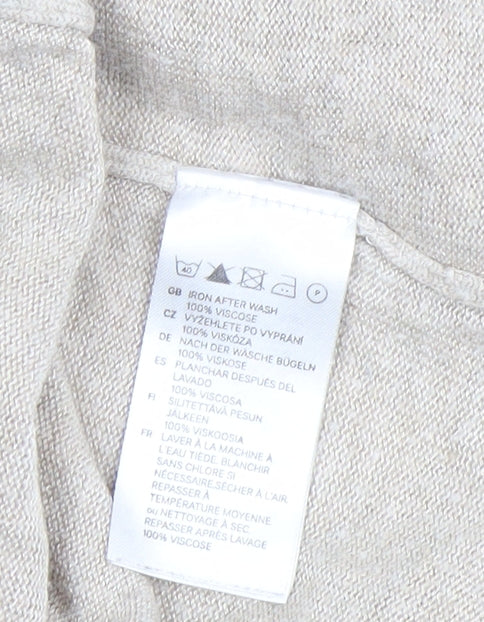 40 P
GB IRON AFTER WASH
100% VISCOSE
CZ VYŽEHLETE PO VYPRÁNÍ
100% VISKÓZA
DE NACH DER WÄSCHE BÜGELN
100% VISKOSE
ES PLANCHAR DESPUÉS DEL
LAVADO
100% VISCOSA
FI SILITETTÄVÄ PESUN
JÄLKEEN
100% VISKOOSIA
FR LAVER À LA MACHINE À
L'EAU TIÈDE, BLANCHIR
SANS CHLORE SI
NÉCESSAIRE,SÉCHER À L'AIR,
REPASSER À
TEMPÉRATURE MOYENNE
OU NETTOYAGE À SEC
REPASSER APRÈS LAVAGE
100% VISCOSE